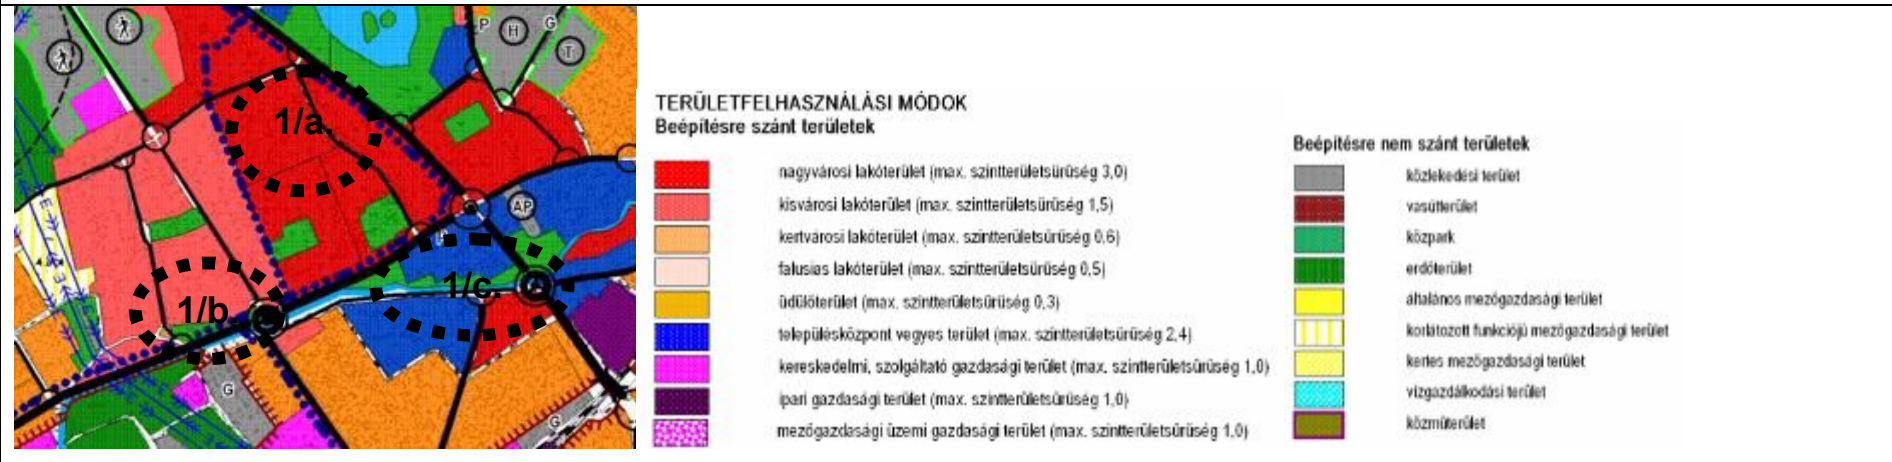 P
H
G
T
1/a.
AP
1/c.
1/b.
G
G
TERÜLETFELHASZNÁLÁSI MÓDOK
Beépítésre szánt területek
nagyvárosi lakóterület (max. szintterületsűrűség 3,0)
kisvárosi lakóterület (max. szintterületsűrűség 1,5)
kertvárosi lakóterület (max. szintterületsűrűség 0,6)
falusias lakóterület (max. szintterületsűrűség 0,5)
üdülőterület (max. szintterületsűrűség 0,3)
településközpont vegyes terület (max. szintterületsűrűség 2,4)
kereskedelmi, szolgáltató gazdasági terület (max. szintterületsűrűség 1,0)
ipari gazdasági terület (max. szintterületsűrűség 1,0)
mezőgazdasági üzemi gazdasági terület (max. szintterületsűrűség 1,0)
Beépítésre nem szánt területek
közlekedési terület
vasútterület
közpark
erdőterület
általános mezőgazdasági terület
korlátozott funkciójú mezőgazdasági terület
kertes mezőgazdasági terület
vízgazdálkodási terület
közműterület